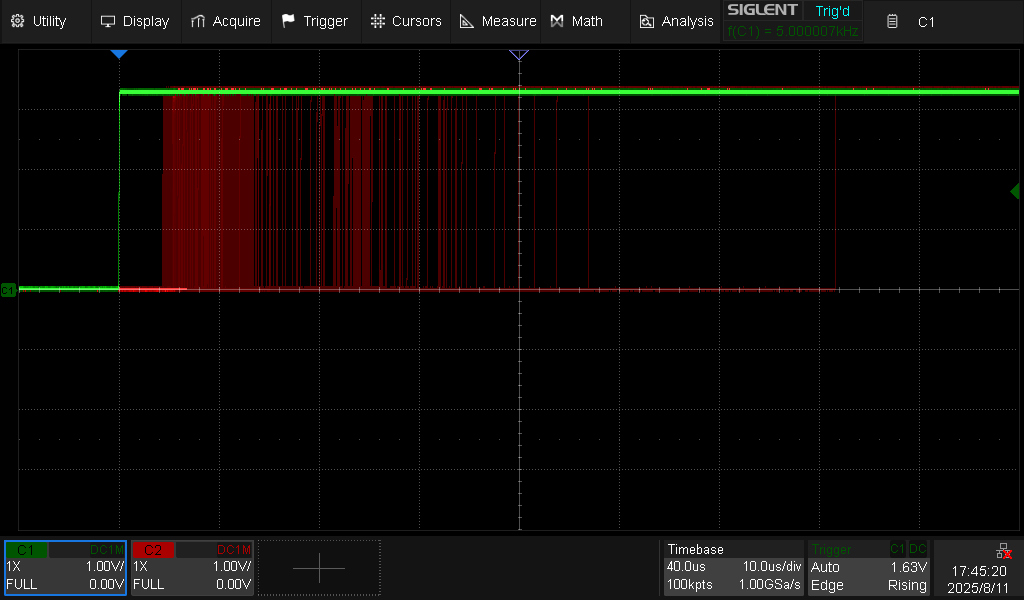 Utility Display Acquire Trigger Cursors Measure Math Analysis SIGLENT Trig'd C1
f(C1) = 5.000007kHz
C1
C1 DC1M
1X 1.00V/
FULL 0.00V
C2 DC1M
1X 1.00V/
FULL 0.00V
Timebase
40.0us 10.0us/div
100kpts 1.00GSa/s
Trigger C1 DC
Auto 1.63V
Edge Rising
17:45:20
2025/8/11